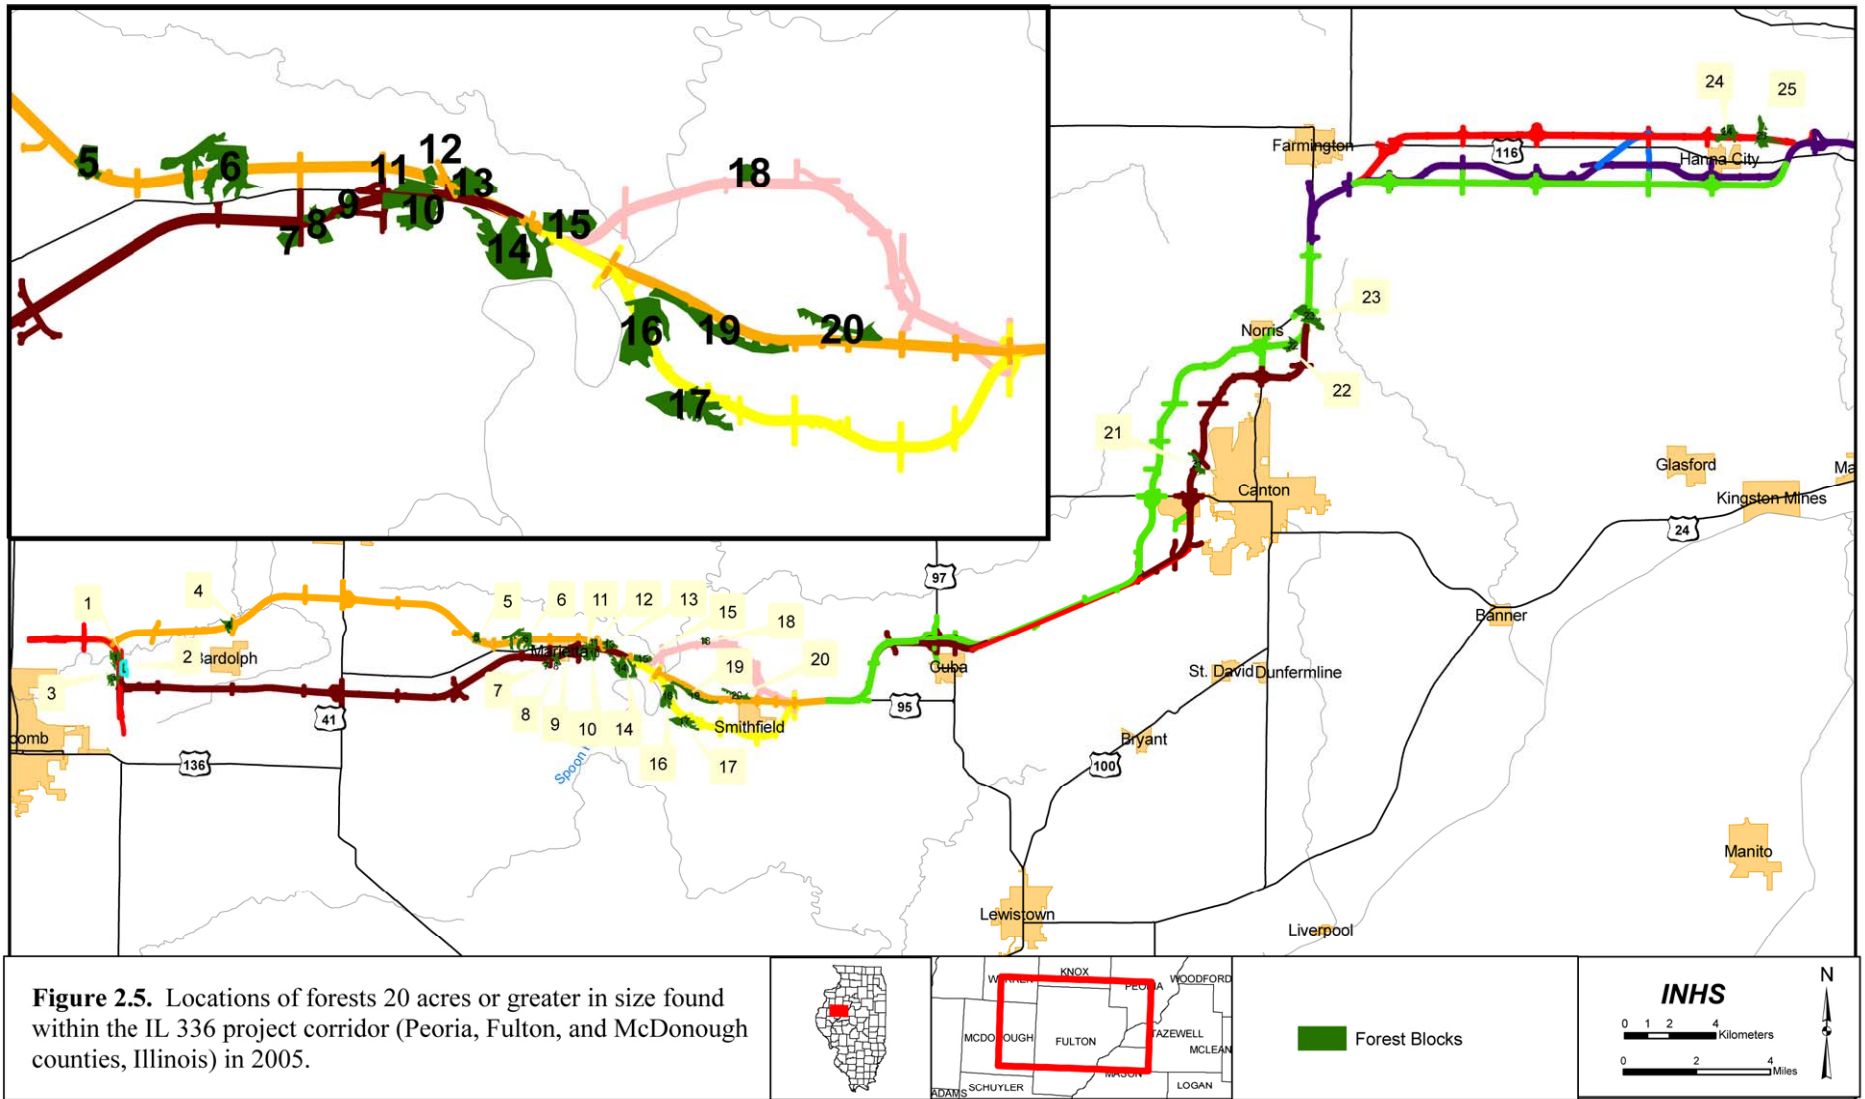 5
6
7
8
9
10
11
12
13
14
15
16
17
18
19
20
24
25
Farmington
116
Hanna City
23
Norris
22
21
Canton
Glasford
Kingston Mines
Ma
24
97
Banner
1
4
5
6
11
12
13
15
18
2
Bardolph
Marietta
3
7
8
9
10
14
19
20
Cuba
St. David
Dunfermline
41
95
Smithfield
comb
136
Spoon
16
17
Bryant
100
Manito
Lewistown
Liverpool
Figure 2.5. Locations of forests 20 acres or greater in size found
within the IL 336 project corridor (Peoria, Fulton, and McDonough
counties, Illinois) in 2005.
WARREN
KNOX
PEORIA
WOODFORD
MCDONOUGH
FULTON
TAZEWELL
MCLEAN
MASON
SCHUYLER
ADAMS
LOGAN
Forest Blocks
INHS
0 1 2 4
Kilometers
0 2 4
Miles
N